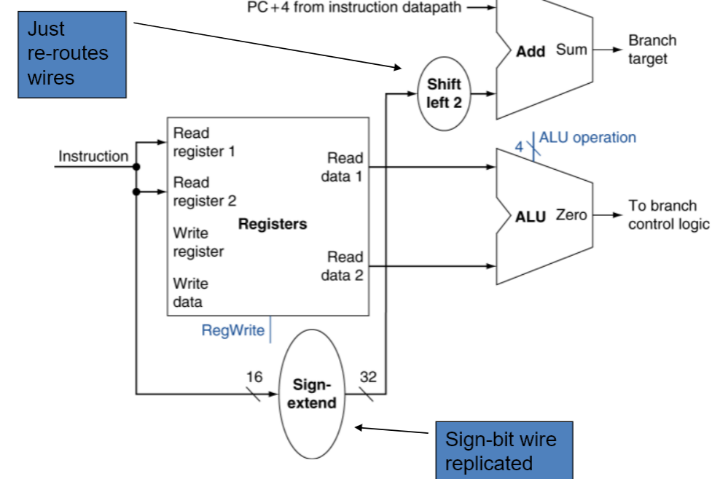 PC+4 from instruction datapath
Just
re-routes
wires
Add Sum
Branch
target
Shift
left 2
Instruction
Read
register 1
Read
data 1
4
ALU operation
Read
register 2
Registers
ALU Zero
To branch
control logic
Write
register
Read
data 2
Write
data
RegWrite
16
32
Sign-
extend
Sign-bit wire
replicated